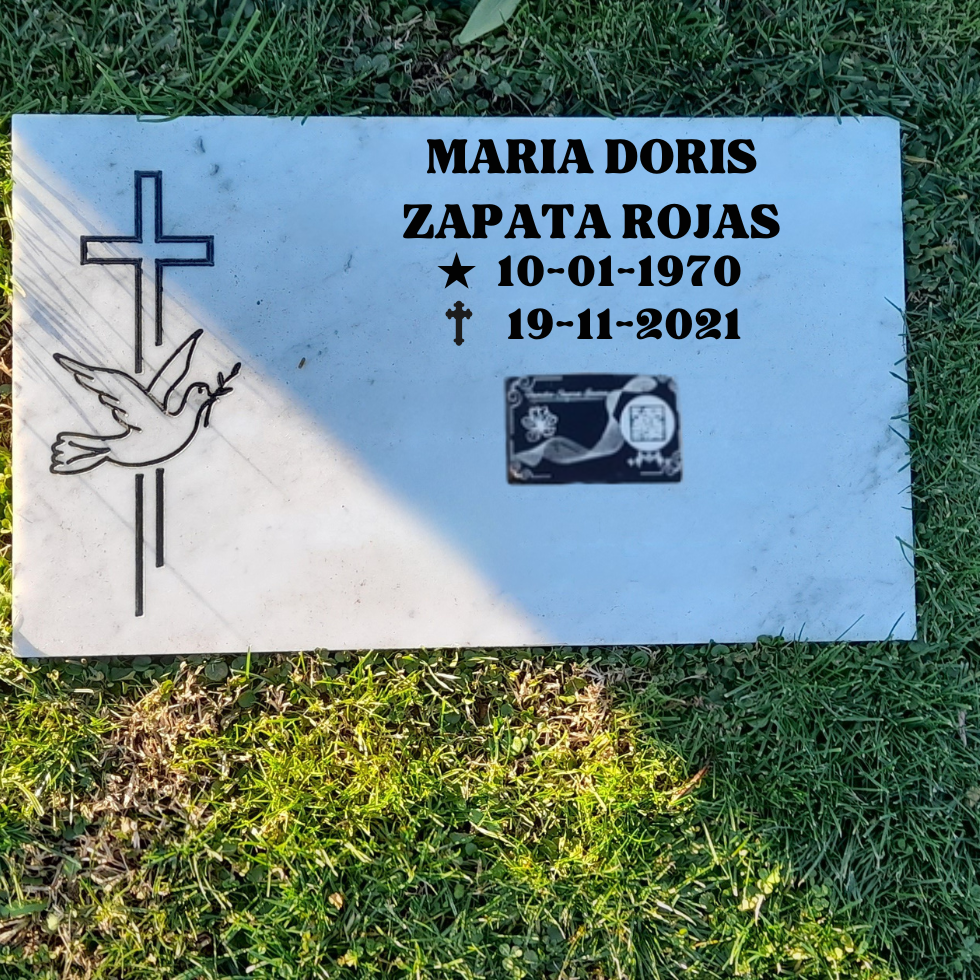 MARIA DORIS
ZAPATA ROJAS
★ 10-01-1970
✝ 19-11-2021